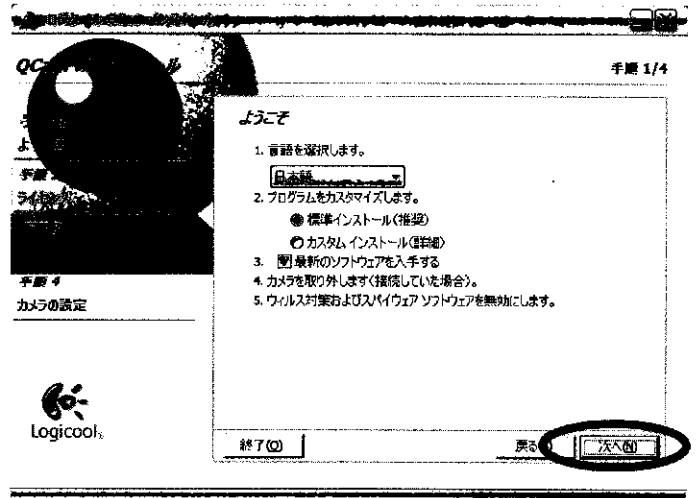 手順 1/4
ようこそ
1. 言語を選択します。
日本語
2. プログラムをカスタマイズします。
標準インストール(推奨)
カスタム インストール(詳細)
3. 最新のソフトウェアを入手する
4. カメラを取り外します(接続していた場合)。
5. ウィルス対策およびスパイウェア ソフトウェアを無効にします。
手順 4
カメラの設定
Logicool
終了(O)
戻る
次へ(N)